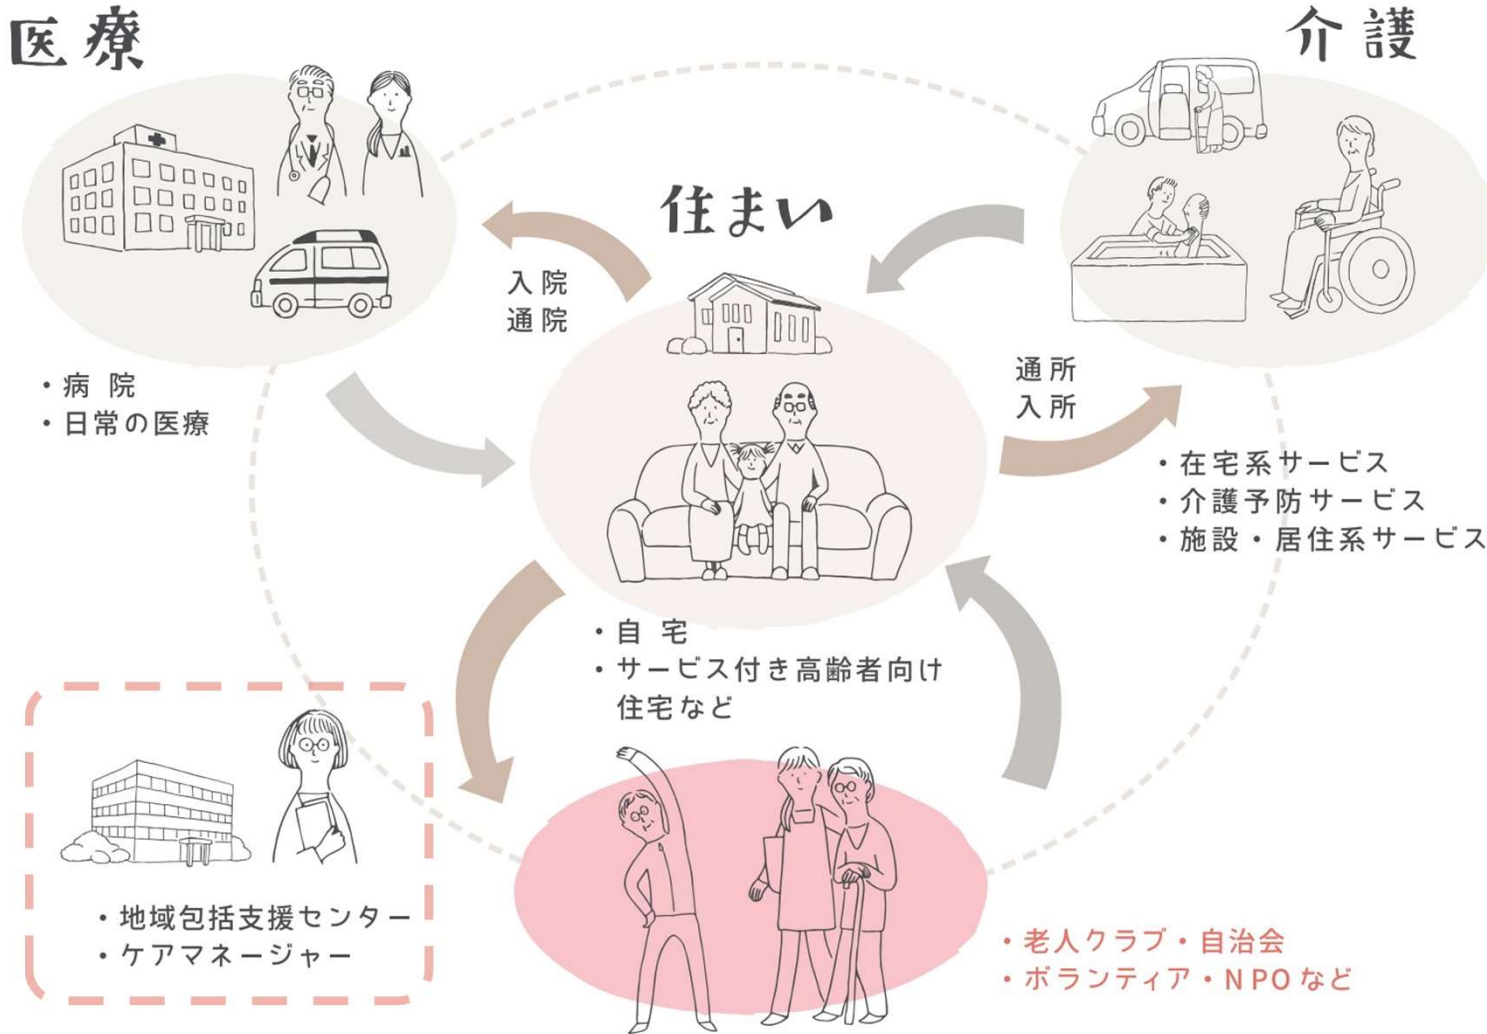 医療
介護
住まい
入院
通院
・病 院
・日常の医療
通所
入所
・在宅系サービス
・介護予防サービス
・施設・居住系サービス
・自 宅
・サービス付き高齢者向け
住宅など
・地域包括支援センター
・ケアマネージャー
・老人クラブ・自治会
・ボランティア・NPOなど